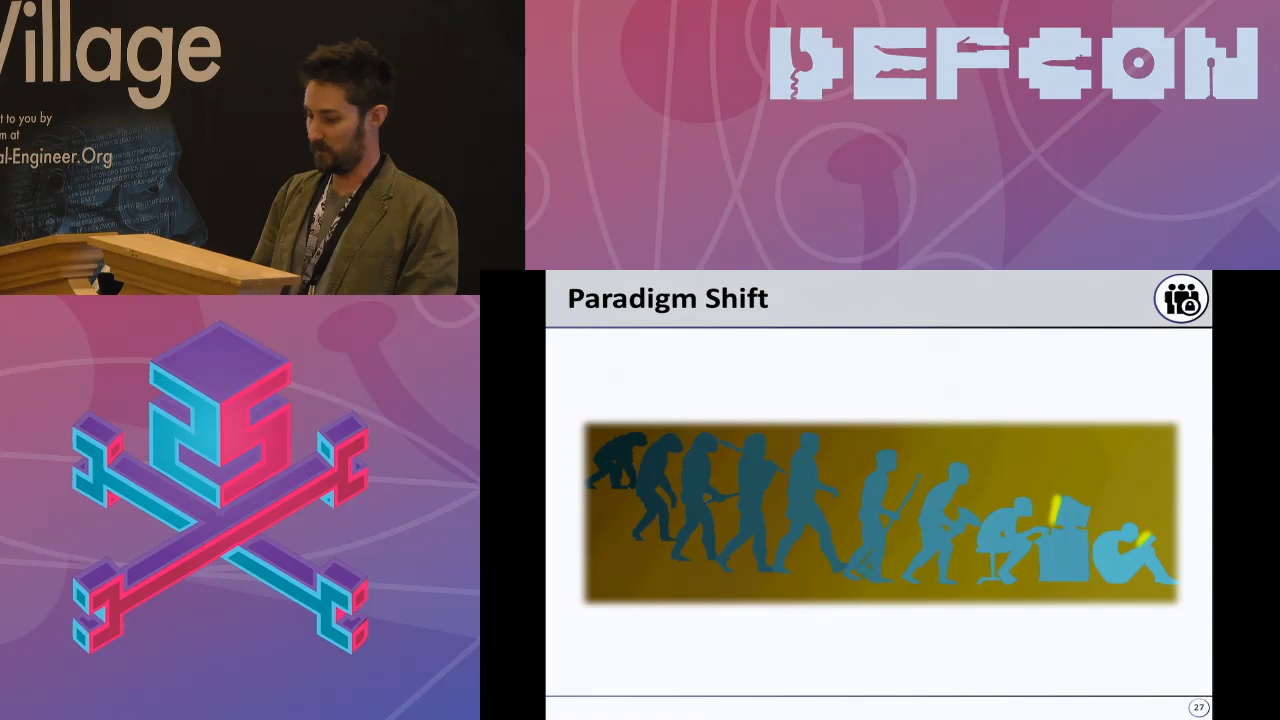 Village
t to you by
m at
al-Engineer.Org
DEFCON
Paradigm Shift
27